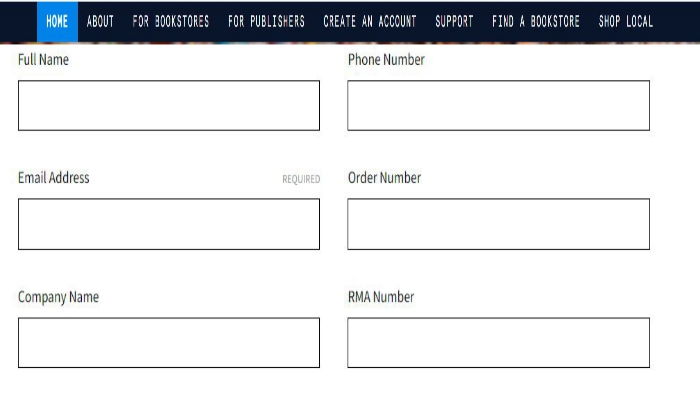 HOME ABOUT FOR BOOKSTORES FOR PUBLISHERS CREATE AN ACCOUNT SUPPORT FIND A BOOKSTORE SHOP LOCAL
Full Name Phone Number
Email Address REQUIRED Order Number
Company Name RMA Number